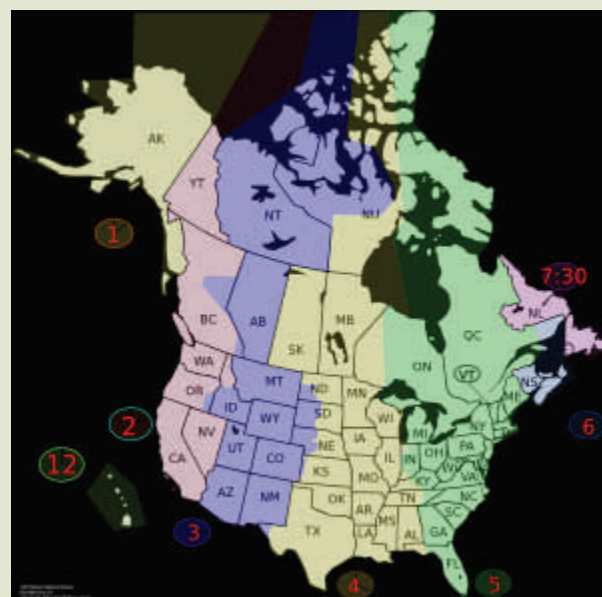 AK
YT
NT
NU
1
7:30
NL
BC
AB
SK
MB
ON
QC
VT
NS
ME
WA
OR
ID
MT
ND
MN
SD
WY
WI
MI
NY
2
6
NV
CA
UT
CO
NE
IA
IL
IN
OH
PA
KS
MO
KY
WV
VA
12
AZ
NM
OK
AR
TN
NC
SC
TX
LA
MS
AL
GA
FL
3
4
5